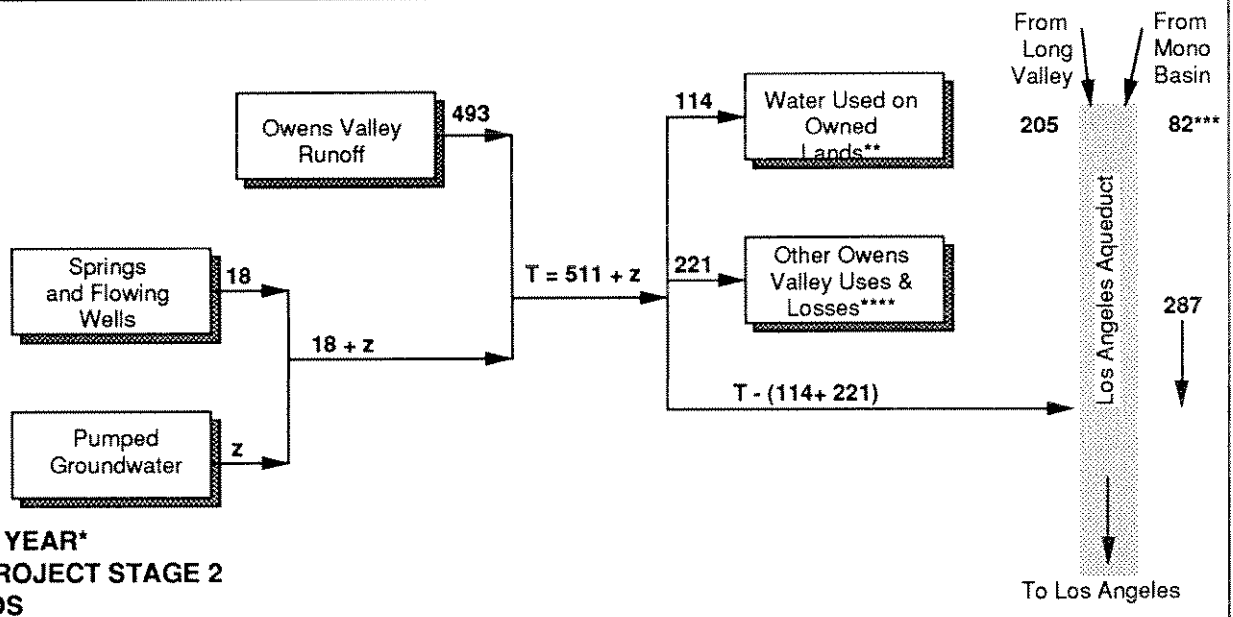 From
Long
Valley
From
Mono
Basin
205
82***
Owens Valley
Runoff
493
114
Water Used on
Owned
Lands**
Springs
and Flowing
Wells
18
T = 511 + z
221
Other Owens
Valley Uses &
Losses****
Los Angeles Aqueduct
287
18 + z
T - (114+ 221)
Pumped
Groundwater
z
YEAR*
ROJECT STAGE 2
DS
To Los Angeles